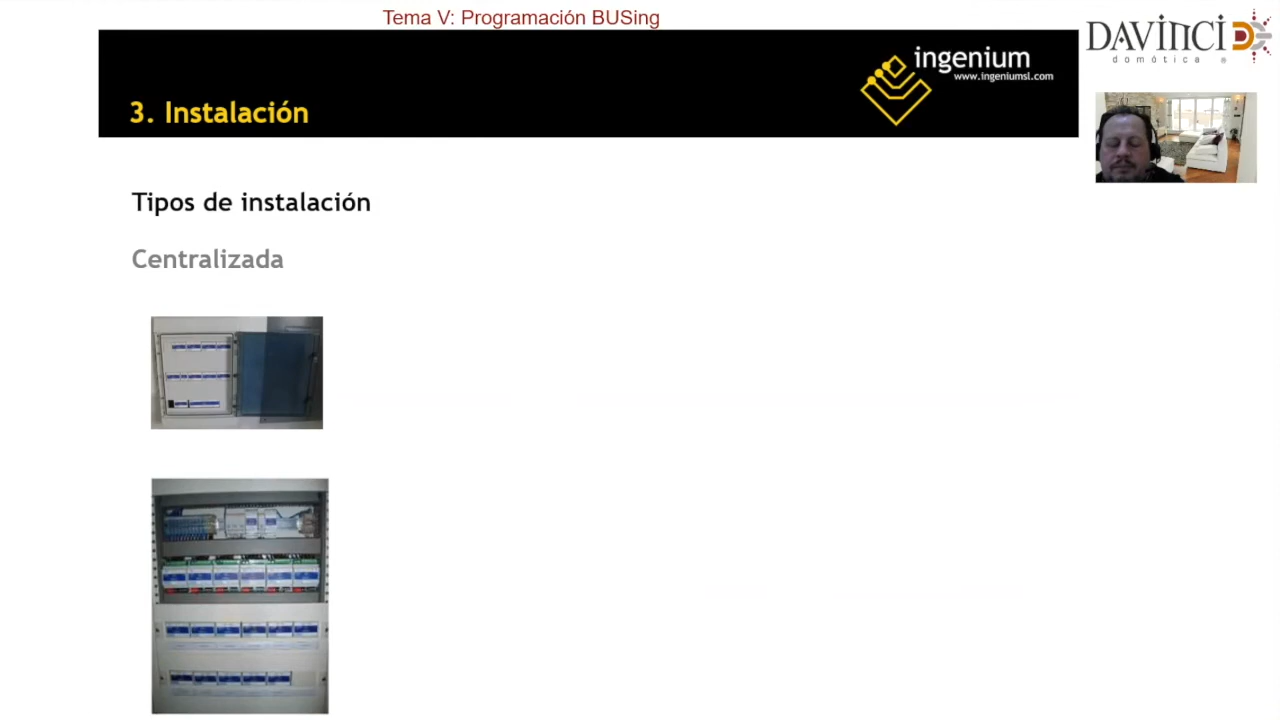 Tema V: Programación BUSing
DAVINCI
domótica ®
ingenium
www.ingeniumsl.com
3. Instalación
Tipos de instalación
Centralizada